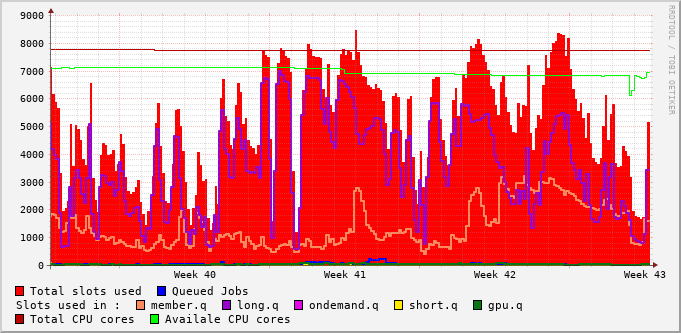 9000
8000
7000
6000
5000
4000
3000
2000
1000
0
Week 40 Week 41 Week 42 Week 43
RRDTOOL / TOBI OETIKER
Total slots used Queued Jobs
Slots used in : member.q long.q ondemand.q short.q gpu.q
Total CPU cores Availale CPU cores